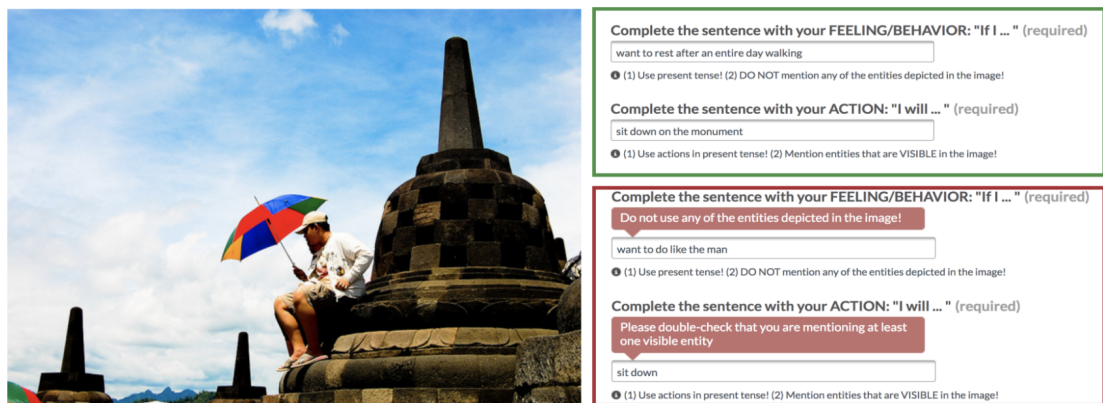 Complete the sentence with your FEELING/BEHAVIOR: "If I ... " (required)
want to rest after an entire day walking
(1) Use present tense! (2) DO NOT mention any of the entities depicted in the image!
Complete the sentence with your ACTION: "I will ... " (required)
sit down on the monument
(1) Use actions in present tense! (2) Mention entities that are VISIBLE in the image!
Complete the sentence with your FEELING/BEHAVIOR: "If I ... " (required)
Do not use any of the entities depicted in the image!
want to do like the man
(1) Use present tense! (2) DO NOT mention any of the entities depicted in the image!
Complete the sentence with your ACTION: "I will ... " (required)
Please double-check that you are mentioning at least
one visible entity
sit down
(1) Use actions in present tense! (2) Mention entities that are VISIBLE in the image!